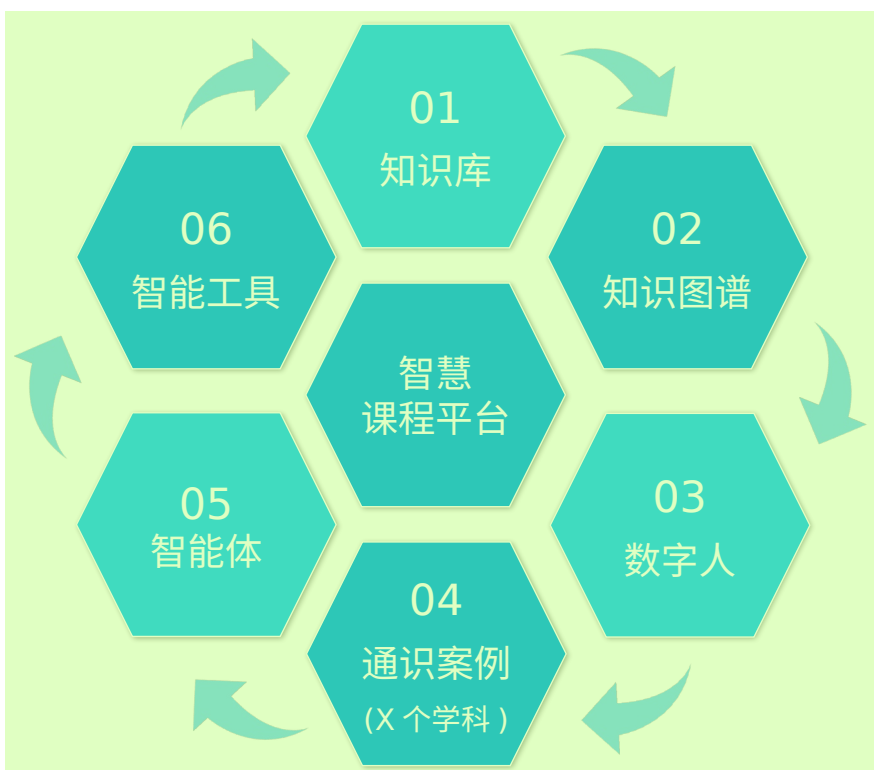 01
知识库
02
知识图谱
03
数字人
04
通识案例
(X 个学科 )
05
智能体
06
智能工具
智慧
课程平台